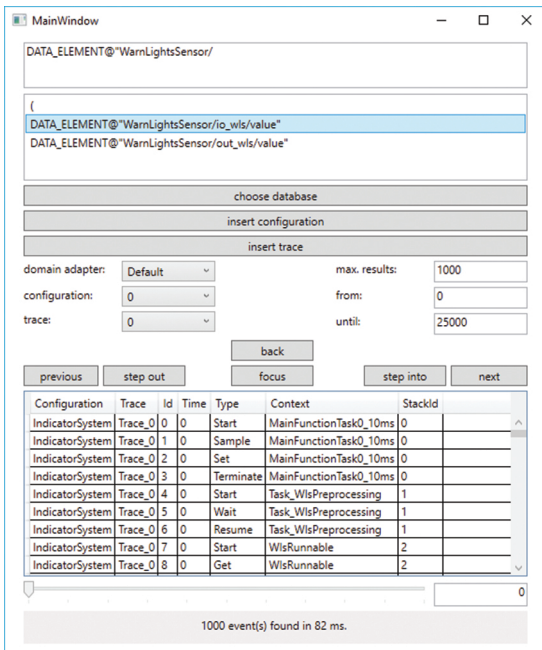 MainWindow
DATA_ELEMENT@"WarnLightsSensor/
(
DATA_ELEMENT@"WarnLightsSensor/io_wls/value"
DATA_ELEMENT@"WarnLightsSensor/out_wls/value"
choose database
insert configuration
insert trace
domain adapter: Default max. results: 1000
configuration: 0 from: 0
trace: 0 until: 25000
back
previous step out focus step into next
Configuration Trace Id Time Type Context StackId
IndicatorSystem Trace_0 0 0 Start MainFunctionTask0_10ms 0
IndicatorSystem Trace_0 1 0 Sample MainFunctionTask0_10ms 0
IndicatorSystem Trace_0 2 0 Set MainFunctionTask0_10ms 0
IndicatorSystem Trace_0 3 0 Terminate MainFunctionTask0_10ms 0
IndicatorSystem Trace_0 4 0 Start Task_WlsPreprocessing 1
IndicatorSystem Trace_0 5 0 Wait Task_WlsPreprocessing 1
IndicatorSystem Trace_0 6 0 Resume Task_WlsPreprocessing 1
IndicatorSystem Trace_0 7 0 Start WlsRunnable 2
IndicatorSystem Trace_0 8 0 Get WlsRunnable 2
0
1000 event(s) found in 82 ms.